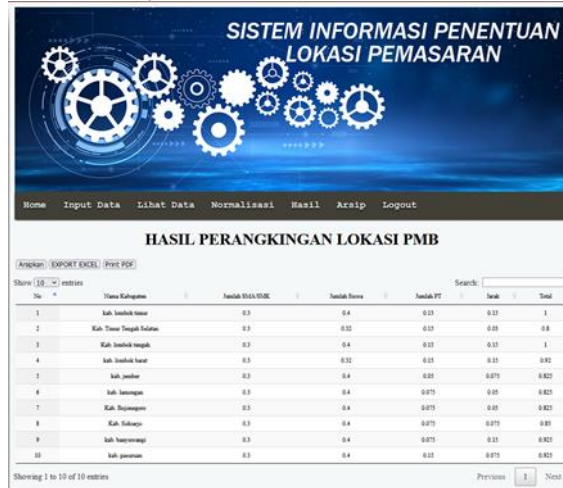 SISTEM INFORMASI PENENTUAN
LOKASI PEMASARAN
Home Input Data Lihat Data Normalisasi Hasil Arsip Logout
HASIL PERANGKINGAN LOKASI PMB
Arsipkan EXPORT EXCEL Print PDF
Show 10 entries Search:
No Nama Kabupaten Jumlah SMA/SMK Jumlah Siswa Jumlah PT Jarak Total
1 kab. lombok timur 0.3 0.4 0.15 0.15 1
2 Kab. Timor Tengah Selatan 0.3 0.32 0.15 0.03 0.8
3 Kab. lombok tengah 0.3 0.4 0.15 0.15 1
4 kab. lombok barat 0.3 0.32 0.15 0.15 0.92
5 kab. jember 0.3 0.4 0.05 0.075 0.825
6 kab. lamongan 0.3 0.4 0.075 0.05 0.825
7 Kab. Bojonegoro 0.3 0.4 0.075 0.05 0.825
8 Kab. Sidoarjo 0.3 0.4 0.075 0.075 0.85
9 kab. banyuwangi 0.3 0.4 0.075 0.15 0.925
10 kab. pasuruan 0.3 0.4 0.15 0.075 0.925
Showing 1 to 10 of 10 entries Previous 1 Next